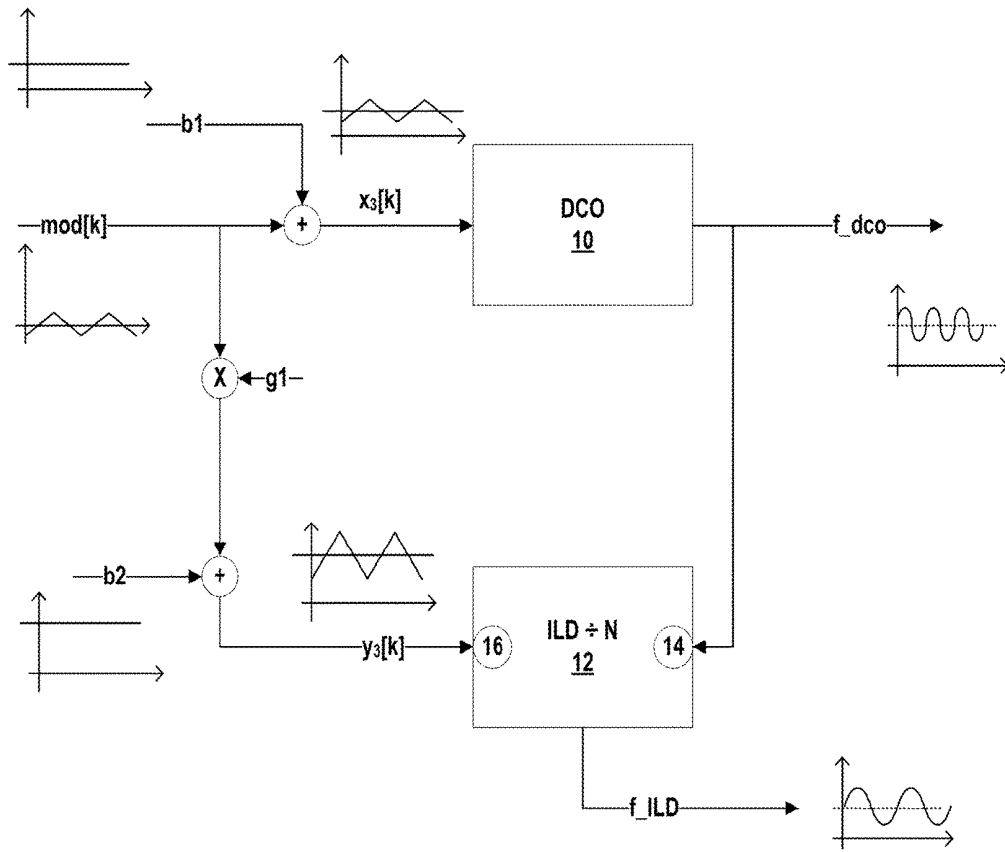 b1
mod[k]
+
x₃[k]
DCO
10
f_dco
X
g1
b2
+
y₃[k]
16
ILD ÷ N
12
14
f_ILD